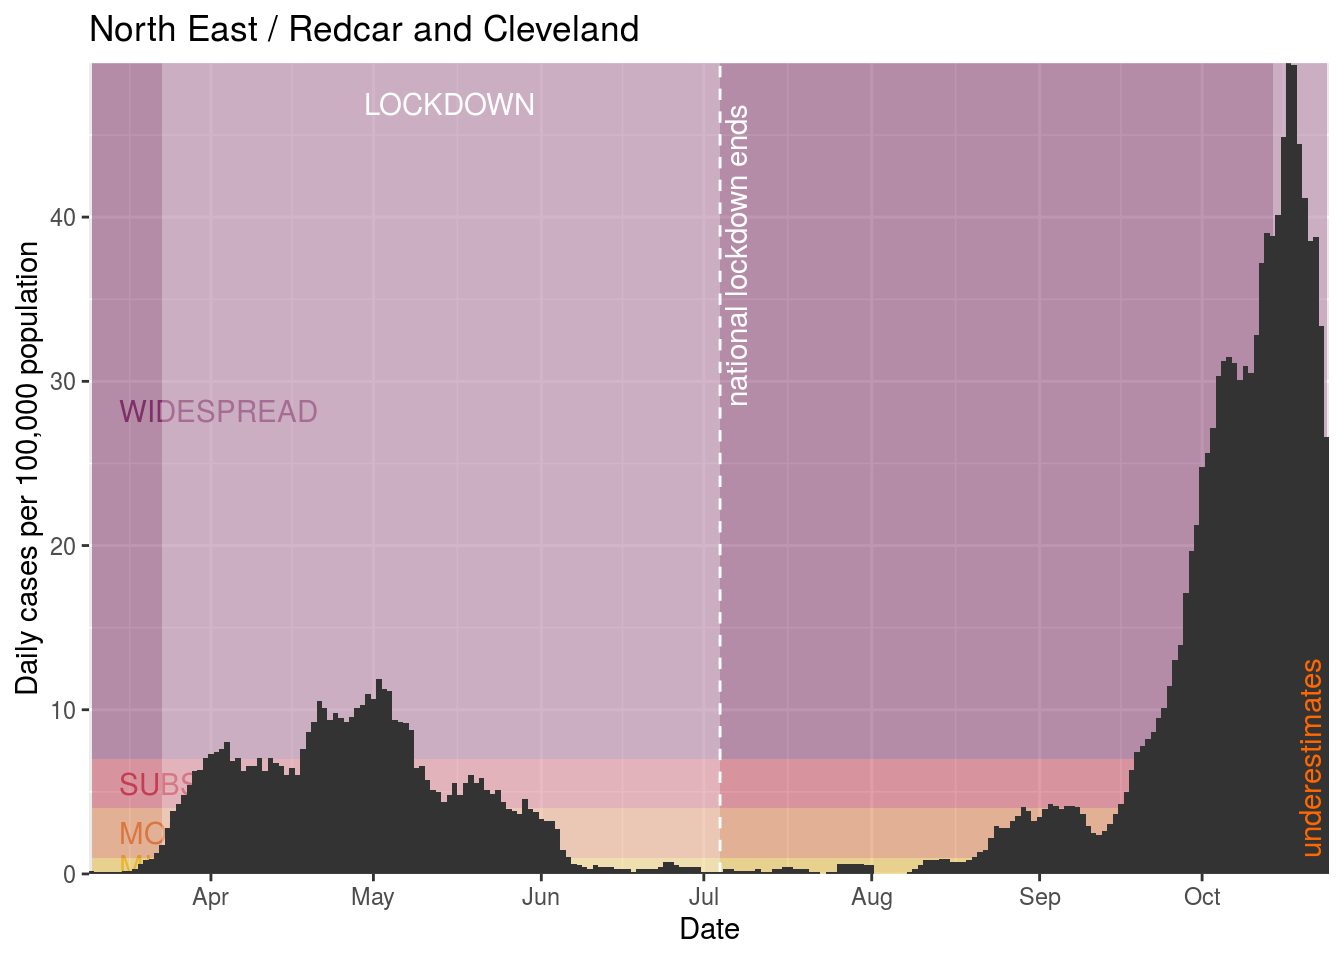 North East / Redcar and Cleveland
LOCKDOWN
national lockdown ends
WIDESPREAD
underestimates
Daily cases per 100,000 population
40
30
20
10
0
Apr May Jun Jul Aug Sep Oct
Date